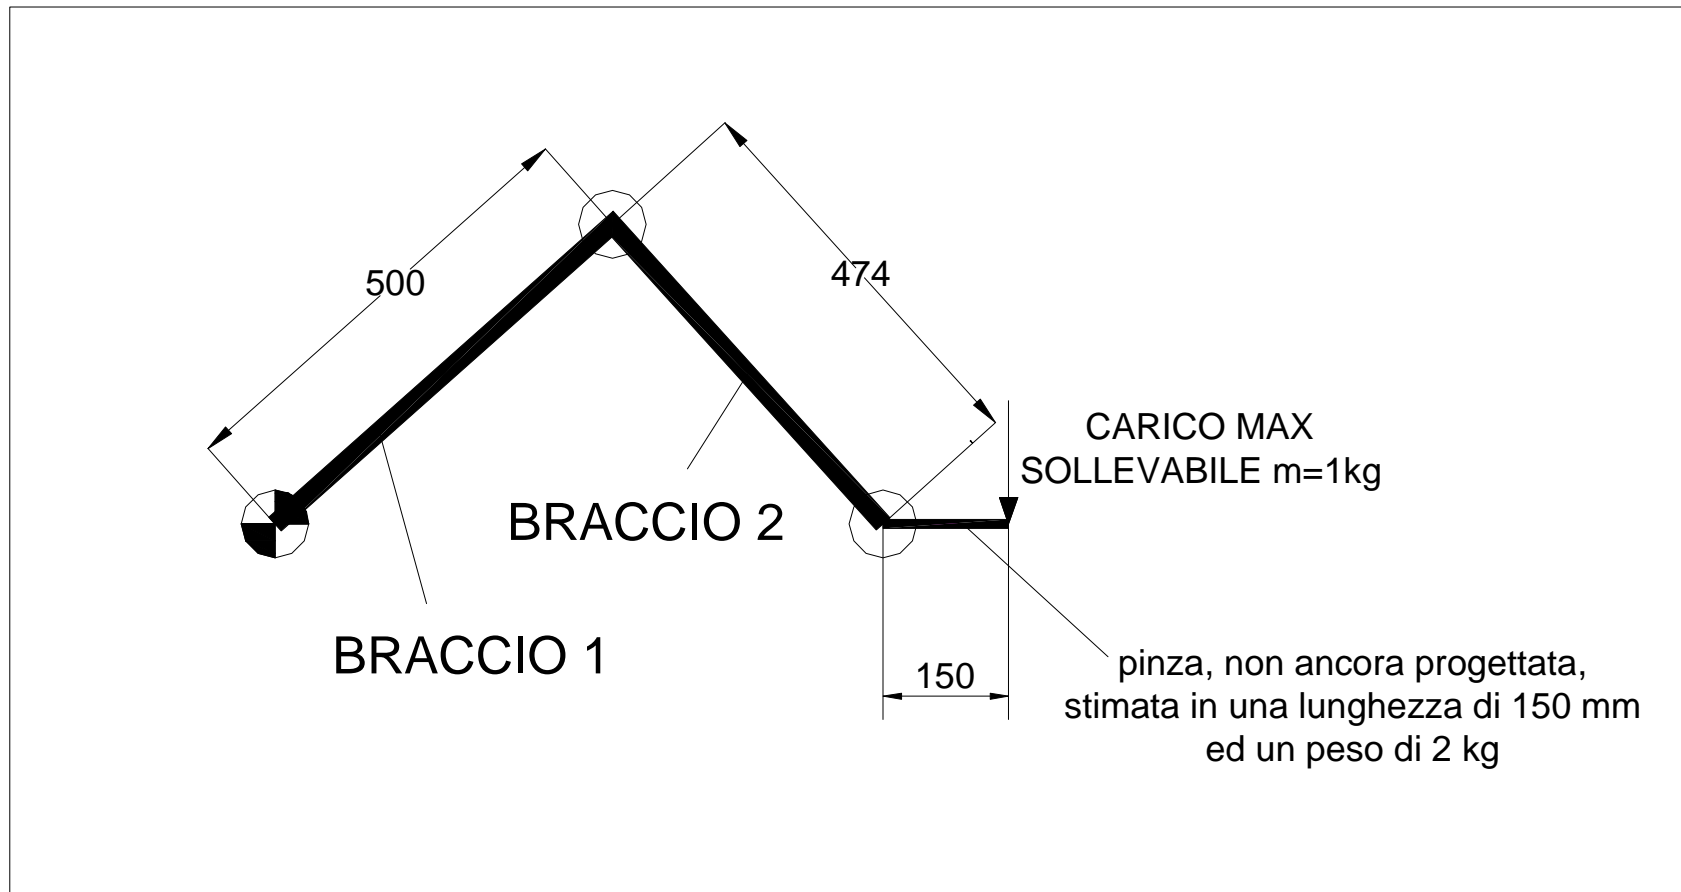 500
474
CARICO MAX
SOLLEVABILE m=1kg
BRACCIO 2
BRACCIO 1
150
pinza, non ancora progettata,
stimata in una lunghezza di 150 mm
ed un peso di 2 kg